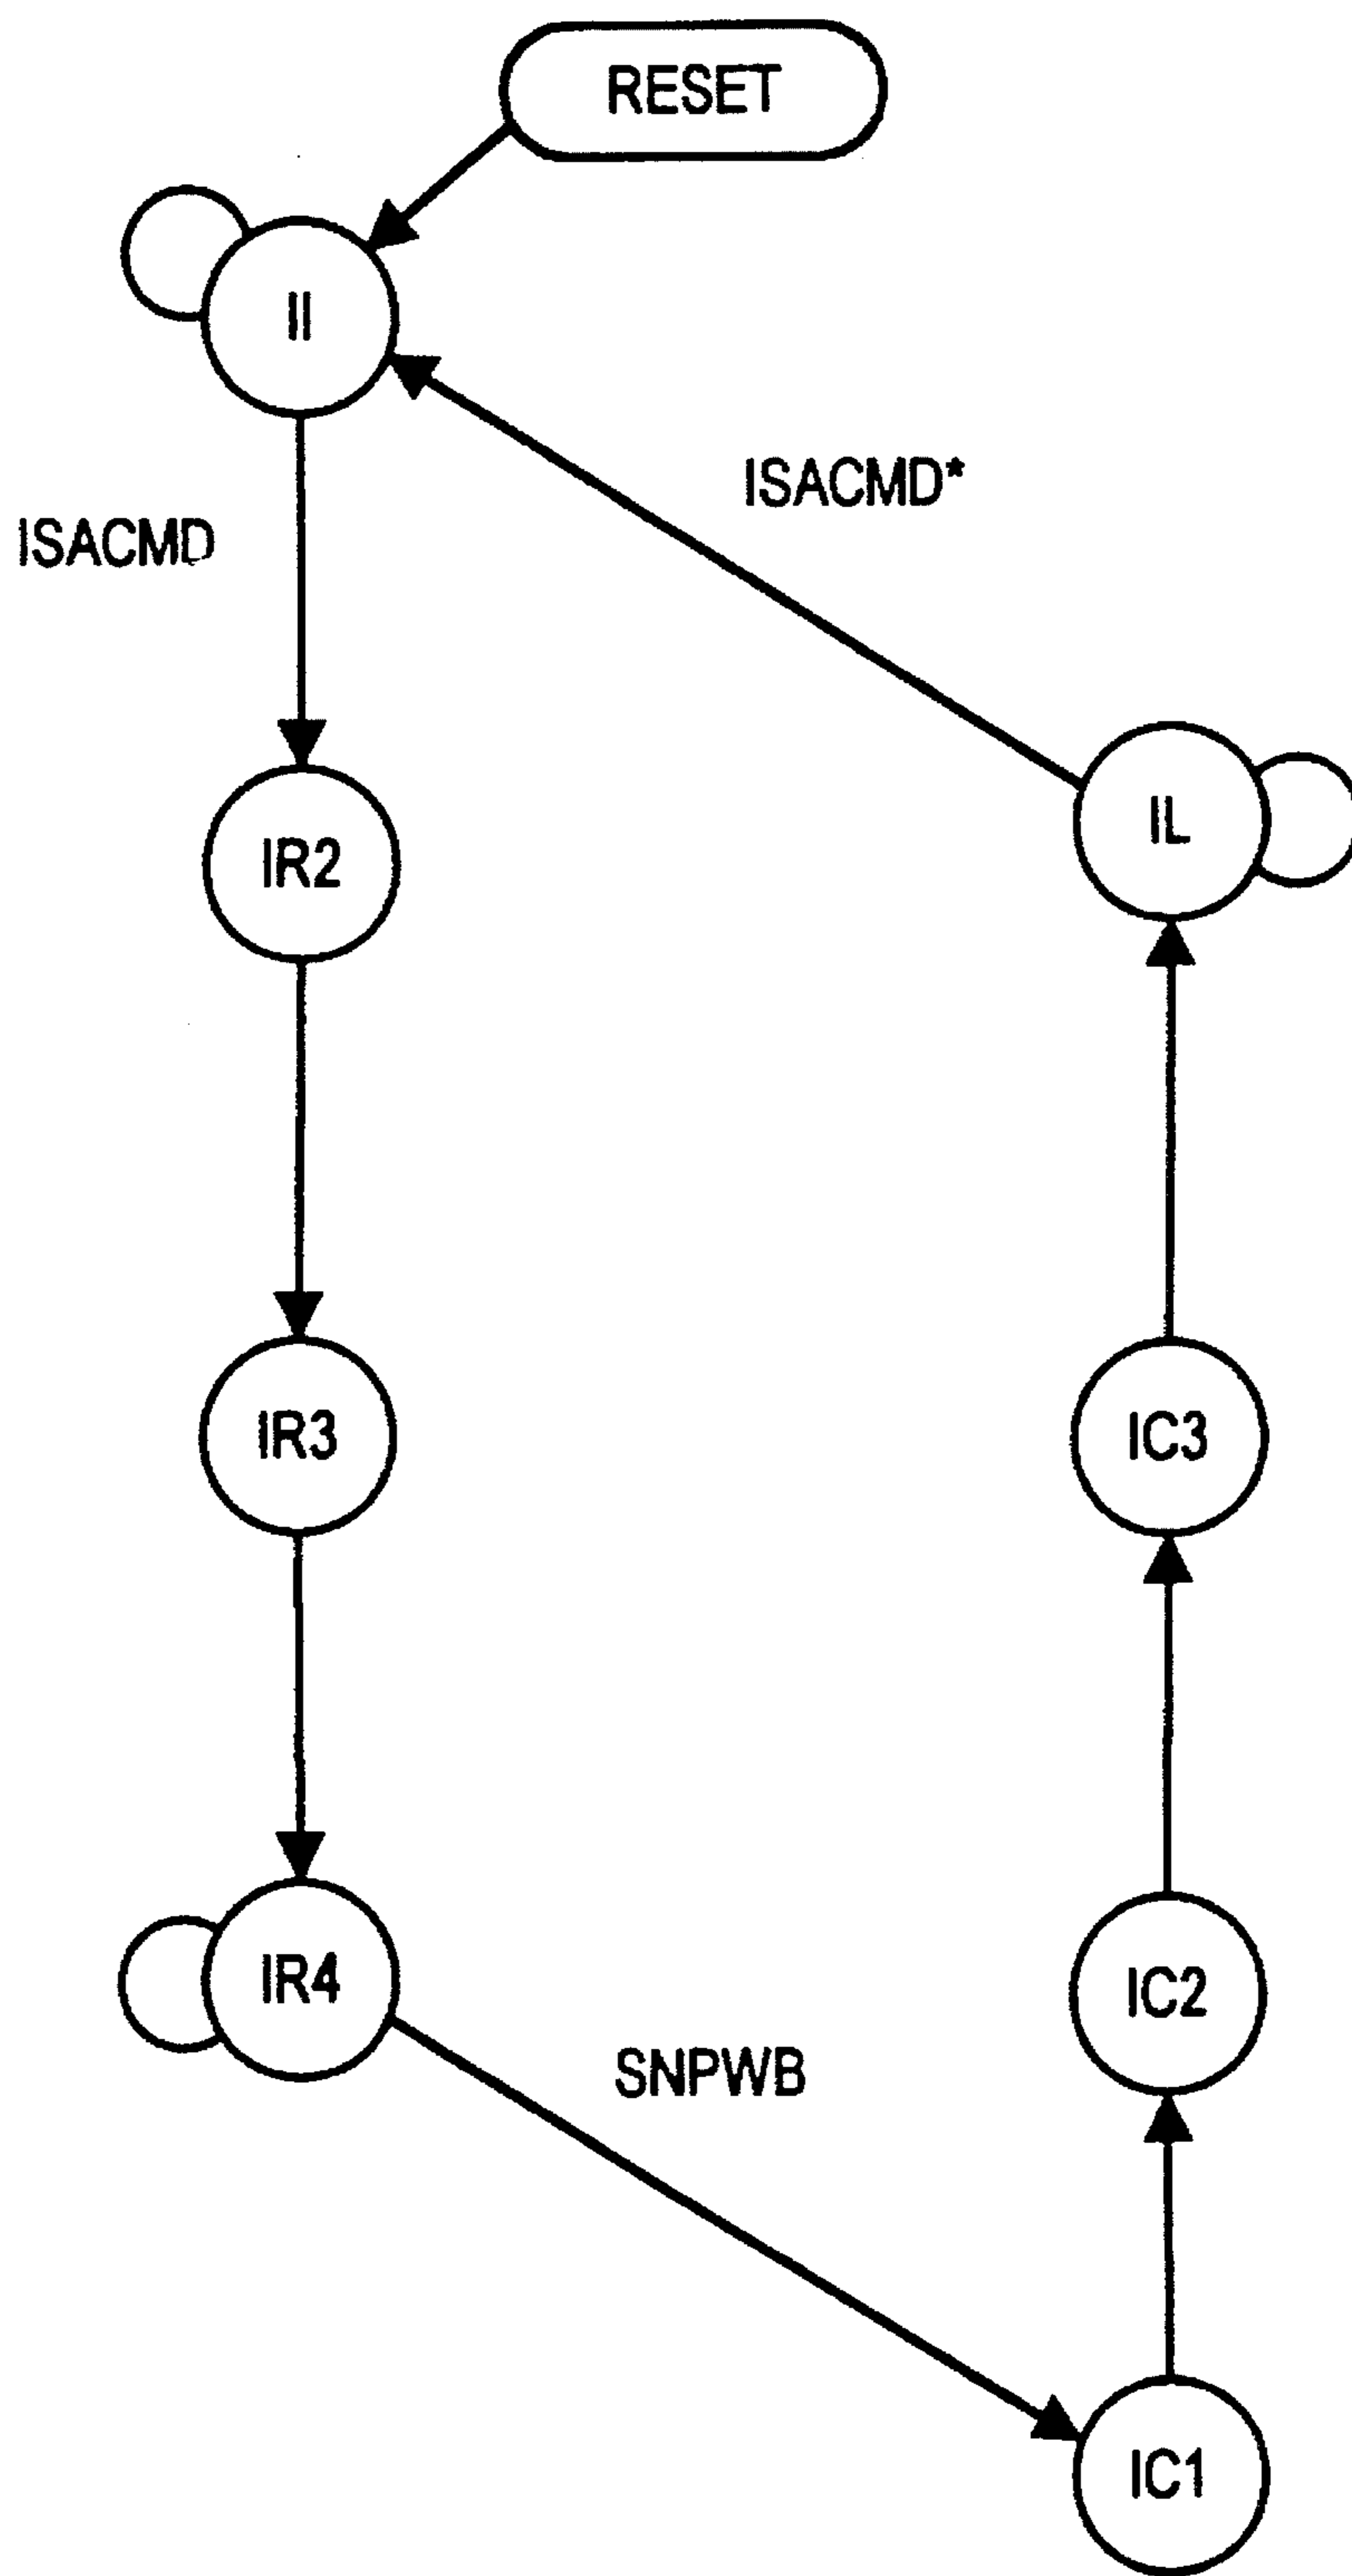 RESET
II
ISACMD*
ISACMD
IL
IR2
IR3
IC3
IR4
IC2
SNPWB
IC1